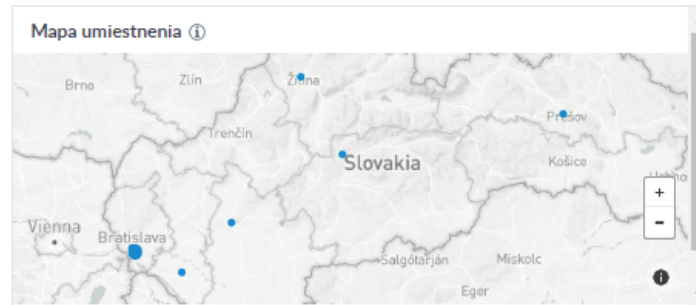 Mapa umiestnenia ⓘ
Brno
Zlín
Žilina
Trenčín
Prešov
Slovakia
Košice
Vienna
Bratislava
Salgótarján
Miskolc
Eger
+
-